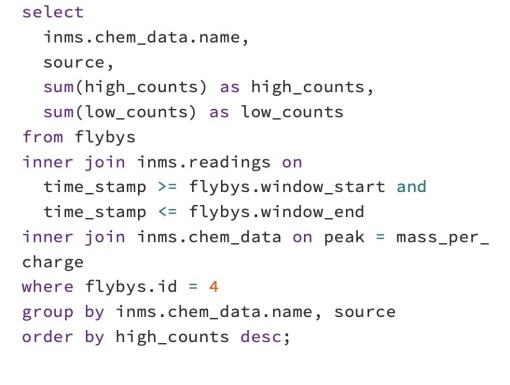 select
  inms.chem_data.name,
  source,
  sum(high_counts) as high_counts,
  sum(low_counts) as low_counts
from flybys
inner join inms.readings on
  time_stamp >= flybys.window_start and
  time_stamp <= flybys.window_end
inner join inms.chem_data on peak = mass_per_
charge
where flybys.id = 4
group by inms.chem_data.name, source
order by high_counts desc;